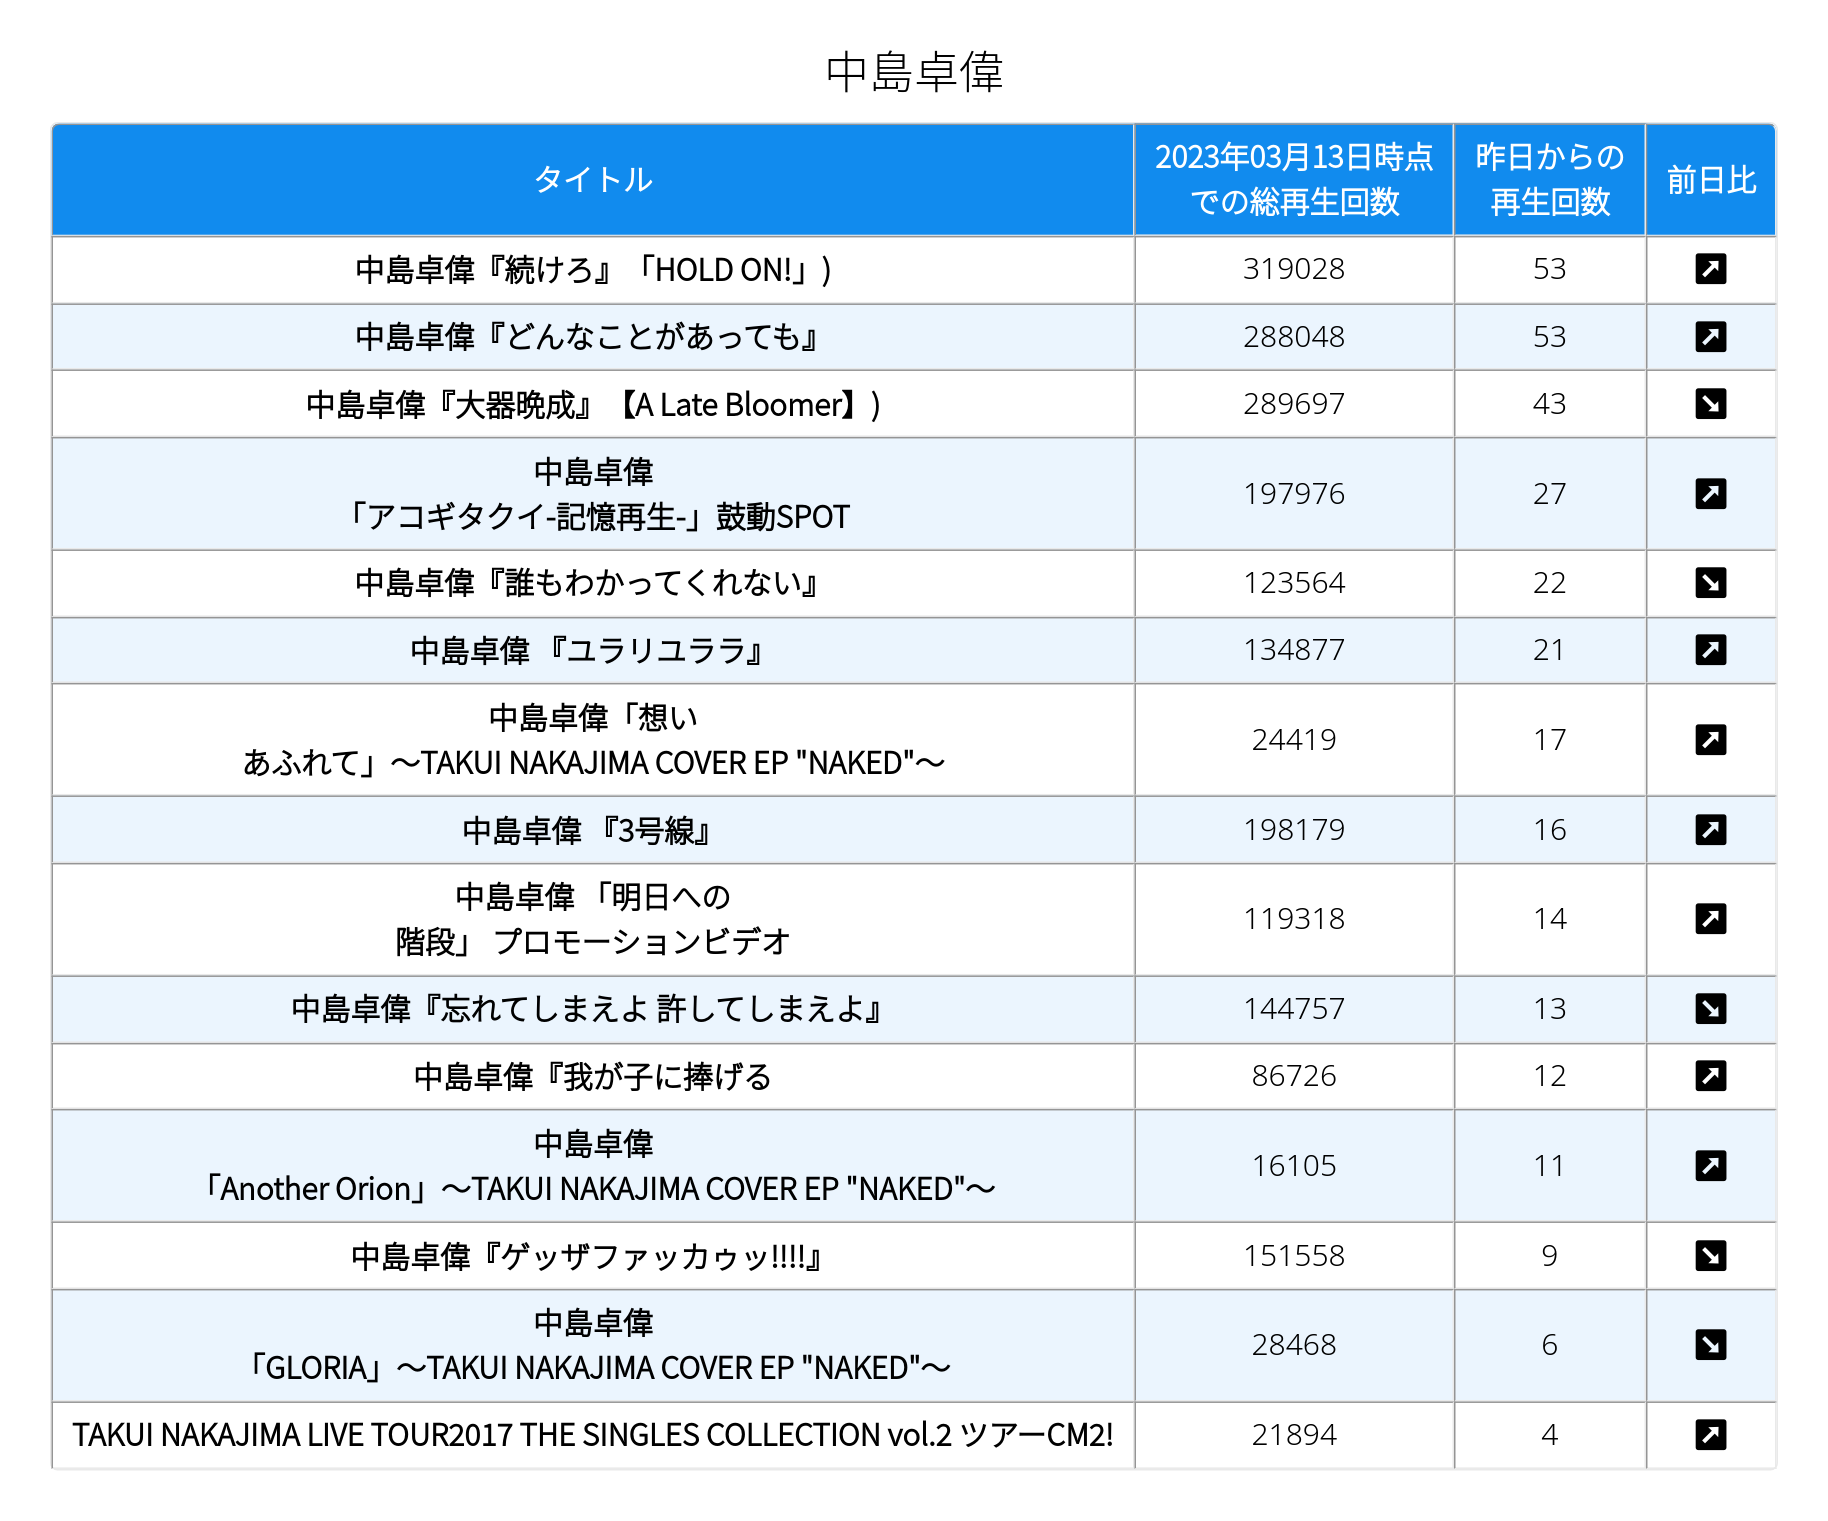 中島卓偉
タイトル
2023年03月13日時点
での総再生回数
昨日からの
再生回数
前日比
中島卓偉『続けろ』「HOLD ON!」)
319028
53
中島卓偉『どんなことがあっても』
288048
53
中島卓偉『大器晩成』【A Late Bloomer】)
289697
43
中島卓偉
「アコギタクイ-記憶再生-」鼓動SPOT
197976
27
中島卓偉『誰もわかってくれない』
123564
22
中島卓偉 『ユラリユララ』
134877
21
中島卓偉「想い
あふれて」〜TAKUI NAKAJIMA COVER EP "NAKED"〜
24419
17
中島卓偉 『3号線』
198179
16
中島卓偉 「明日への
階段」 プロモーションビデオ
119318
14
中島卓偉『忘れてしまえよ 許してしまえよ』
144757
13
中島卓偉『我が子に捧げる
86726
12
中島卓偉
「Another Orion」〜TAKUI NAKAJIMA COVER EP "NAKED"〜
16105
11
中島卓偉『ゲッザファッカゥッ!!!!』
151558
9
中島卓偉
「GLORIA」〜TAKUI NAKAJIMA COVER EP "NAKED"〜
28468
6
TAKUI NAKAJIMA LIVE TOUR2017 THE SINGLES COLLECTION vol.2 ツアーCM2!
21894
4